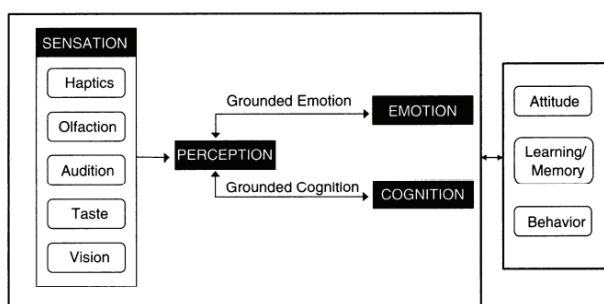 SENSATION
Haptics
Olfaction
Audition
Taste
Vision
PERCEPTION
Grounded Emotion
EMOTION
Grounded Cognition
COGNITION
Attitude
Learning/
Memory
Behavior